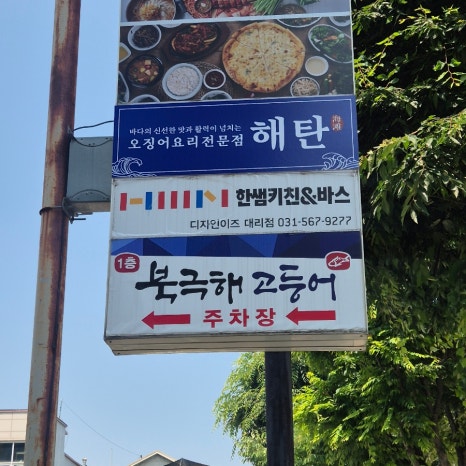 바다의 신선한 맛과 활력이 넘치는
오징어요리전문점
해탄
海灘
한쌤키친&바스
디자인이즈 대리점 031-567-9277
1층
북극해 고등어
주차장